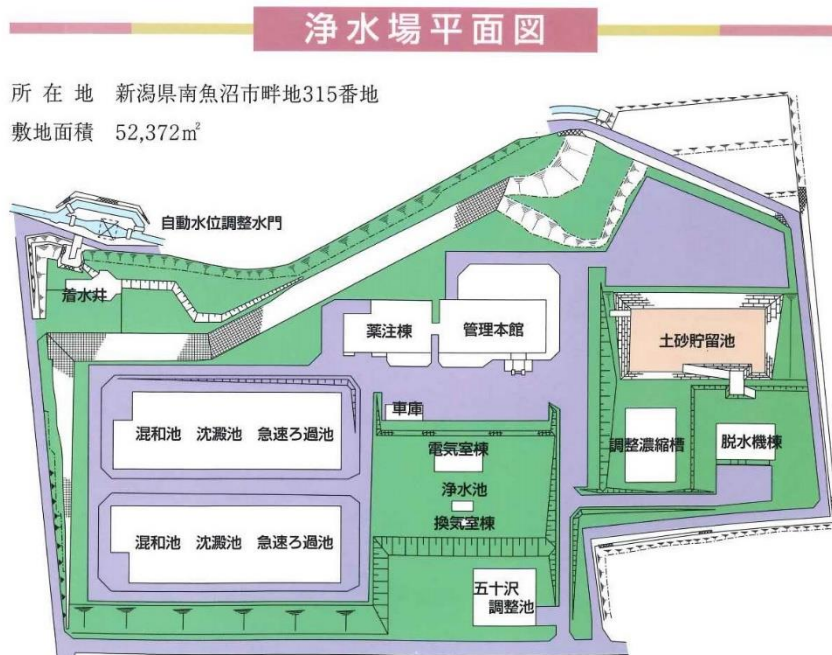 浄水場平面図
所在地 新潟県南魚沼市畔地315番地
敷地面積 52,372㎡
自動水位調整水門
着水井
薬注棟
管理本館
土砂貯留池
車庫
混和池 沈澱池 急速ろ過池
電気室棟
調整濃縮槽
脱水機棟
浄水池
換気室棟
混和池 沈澱池 急速ろ過池
五十沢
調整池